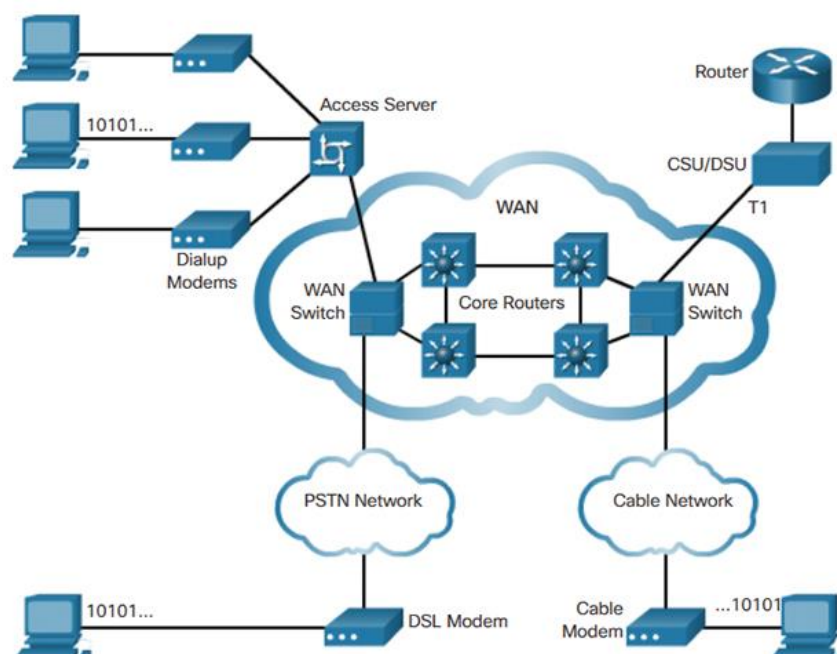 Router
Access Server
10101...
CSU/DSU
T1
WAN
Dialup
Modems
WAN
Switch
Core Routers
WAN
Switch
PSTN Network
Cable Network
10101...
DSL Modem
Cable
Modem
...10101